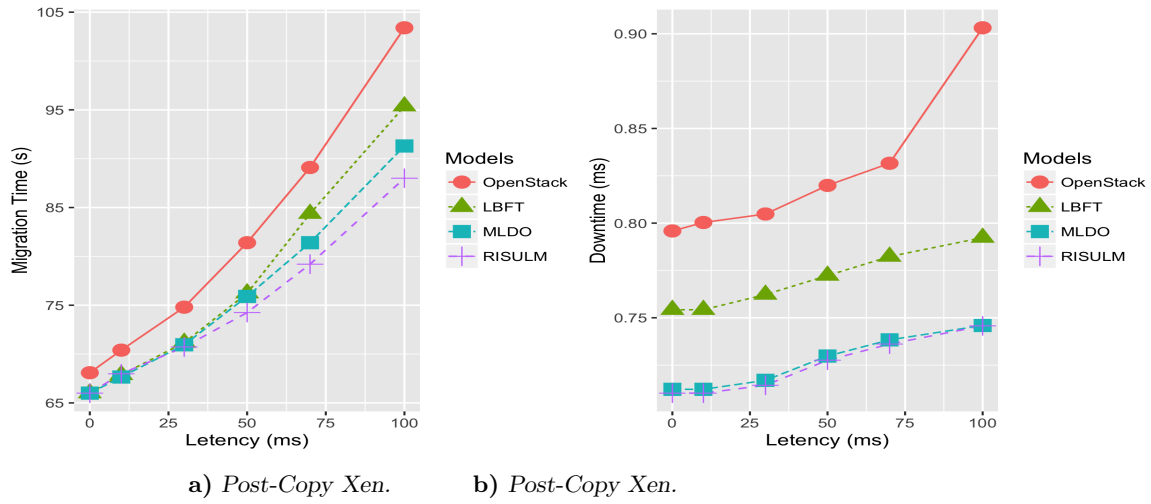 105
95
85
75
65
Migration Time (s)
0
25
50
75
100
Letency (ms)
Models
OpenStack
LBFT
MLDO
RISULM
a) Post-Copy Xen.
0.90
0.85
0.80
0.75
Downtime (ms)
0
25
50
75
100
Letency (ms)
Models
OpenStack
LBFT
MLDO
RISULM
b) Post-Copy Xen.